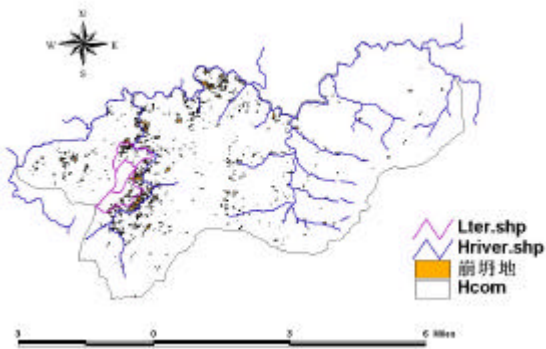 N
W E
S
Lter.shp
Hriver.shp
崩坍地
Hcom
3 0 3 6 Miles